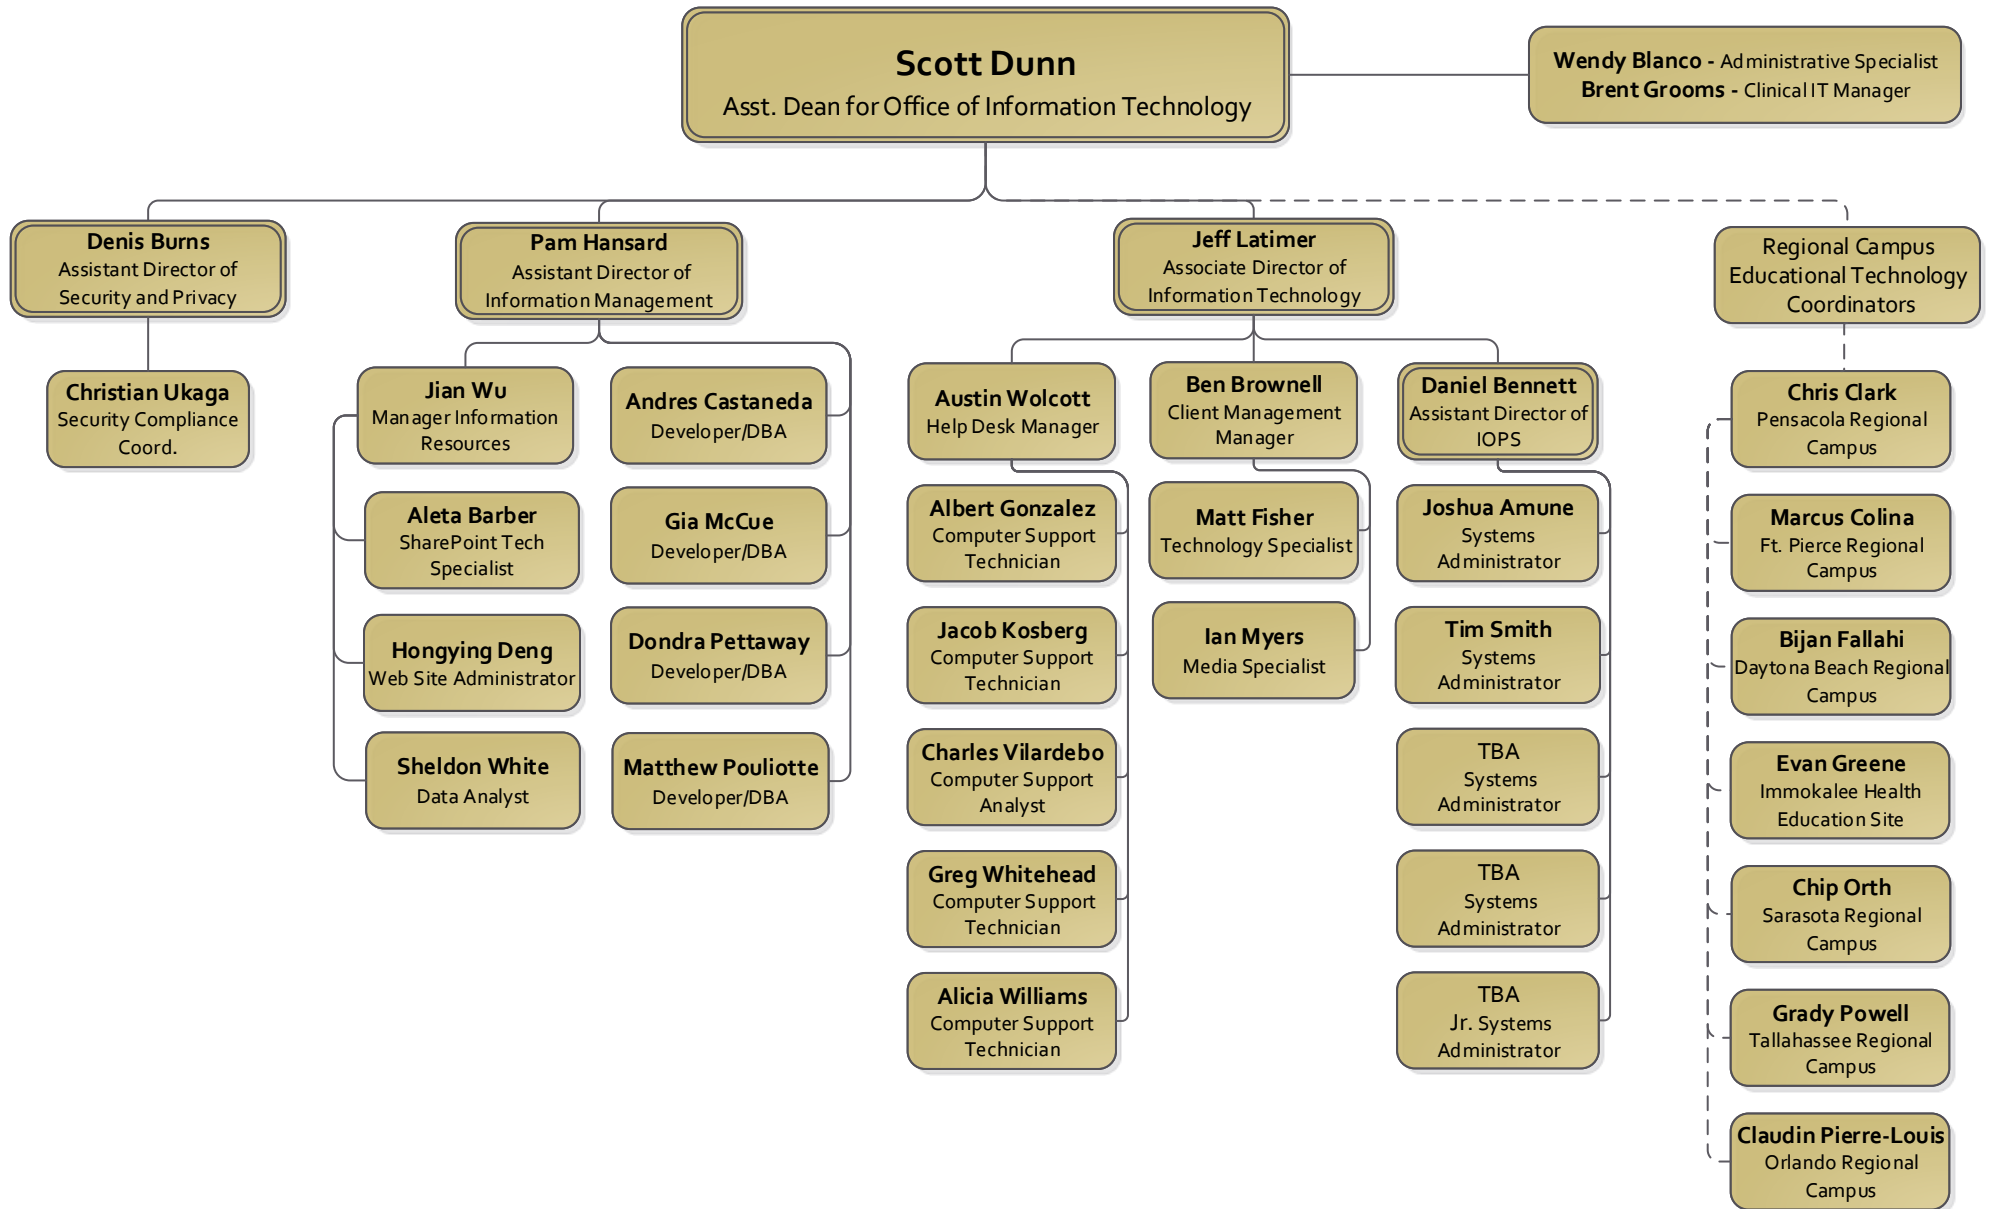 Scott Dunn
Asst. Dean for Office of Information Technology
Wendy Blanco - Administrative Specialist
Brent Grooms - Clinical IT Manager
Denis Burns
Assistant Director of
Security and Privacy
Christian Ukaga
Security Compliance
Coord.
Pam Hansard
Assistant Director of
Information Management
Jian Wu
Manager Information
Resources
Aleta Barber
SharePoint Tech
Specialist
Hongying Deng
Web Site Administrator
Sheldon White
Data Analyst
Andres Castaneda
Developer/DBA
Gia McCue
Developer/DBA
Dondra Pettaway
Developer/DBA
Matthew Pouliotte
Developer/DBA
Jeff Latimer
Associate Director of
Information Technology
Austin Wolcott
Help Desk Manager
Albert Gonzalez
Computer Support
Technician
Jacob Kosberg
Computer Support
Technician
Charles Vilardebo
Computer Support
Analyst
Greg Whitehead
Computer Support
Technician
Alicia Williams
Computer Support
Technician
Ben Brownell
Client Management
Manager
Matt Fisher
Technology Specialist
Ian Myers
Media Specialist
Daniel Bennett
Assistant Director of
IOPS
Joshua Amune
Systems
Administrator
Tim Smith
Systems
Administrator
TBA
Systems
Administrator
TBA
Systems
Administrator
TBA
Jr. Systems
Administrator
Regional Campus
Educational Technology
Coordinators
Chris Clark
Pensacola Regional
Campus
Marcus Colina
Ft. Pierce Regional
Campus
Bijan Fallahi
Daytona Beach Regional
Campus
Evan Greene
Immokalee Health
Education Site
Chip Orth
Sarasota Regional
Campus
Grady Powell
Tallahassee Regional
Campus
Claudin Pierre-Louis
Orlando Regional
Campus